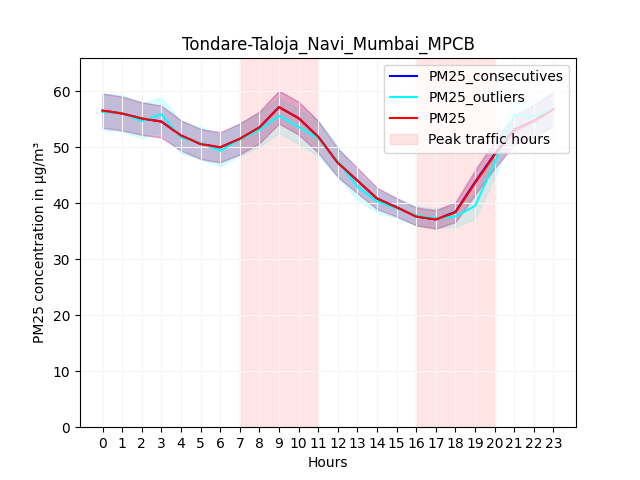 Tondare-Taloja_Navi_Mumbai_MPCB
PM25_consecutives
PM25_outliers
PM25
Peak traffic hours
PM25 concentration in µg/m³
60
50
40
30
20
10
0
0 1 2 3 4 5 6 7 8 9 10 11 12 13 14 15 16 17 18 19 20 21 22 23
Hours